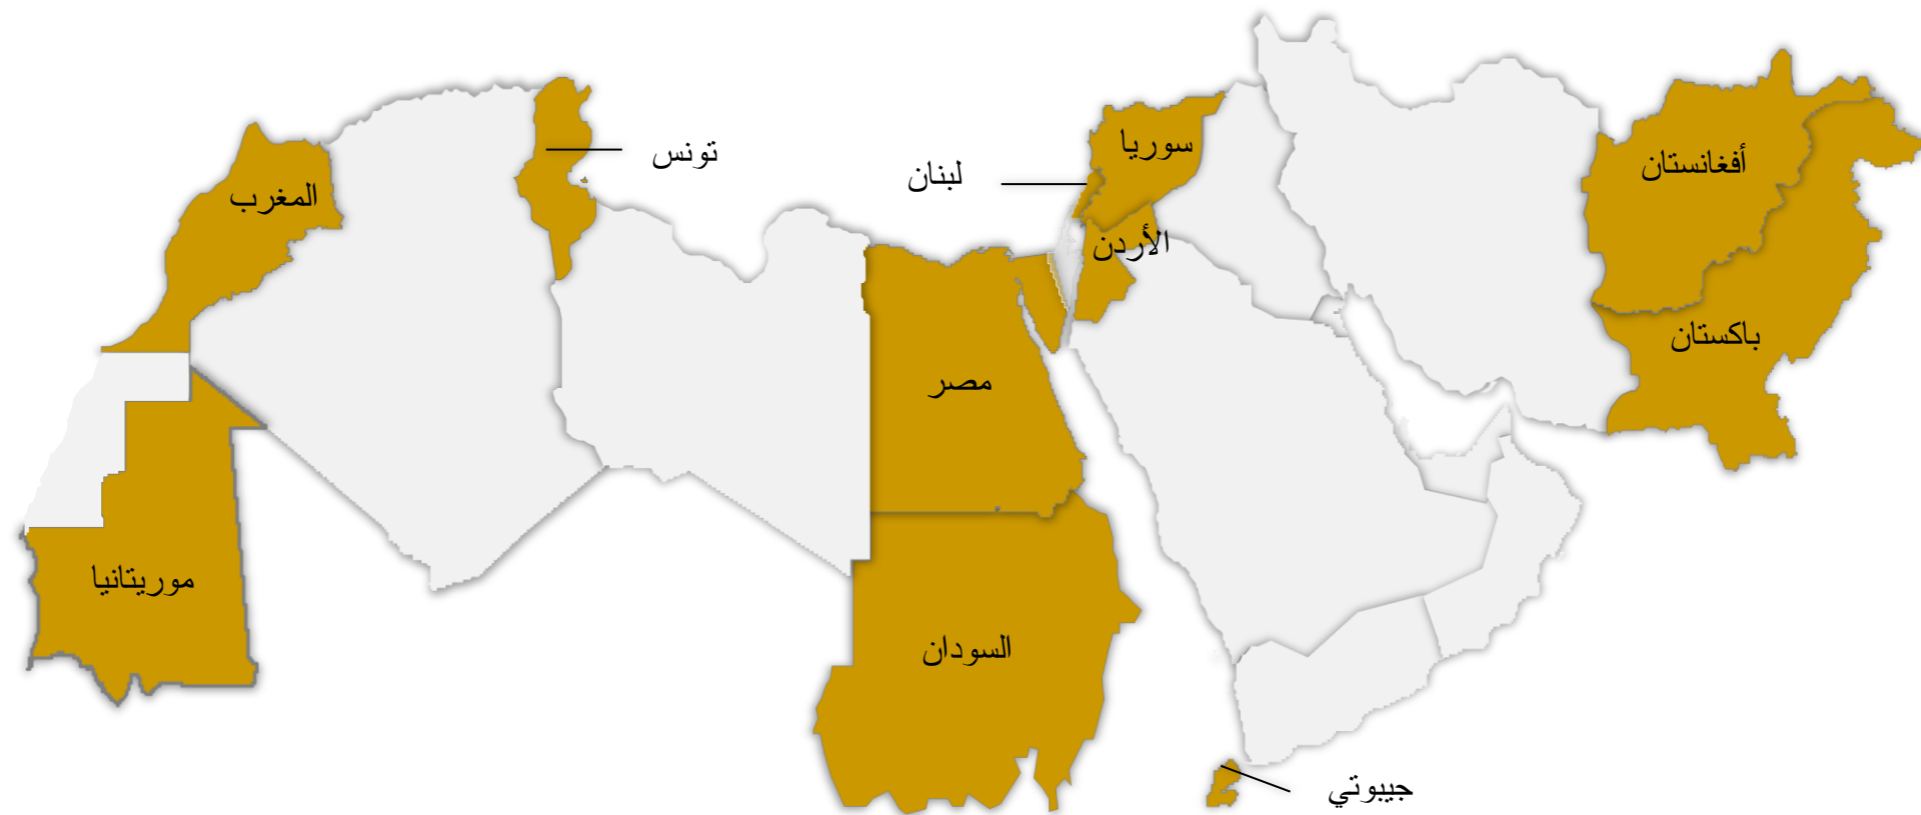 سوريا
تونس
أفغانستان
لبنان
المغرب
الأردن
باكستان
مصر
موريتانيا
السودان
جيبوتي